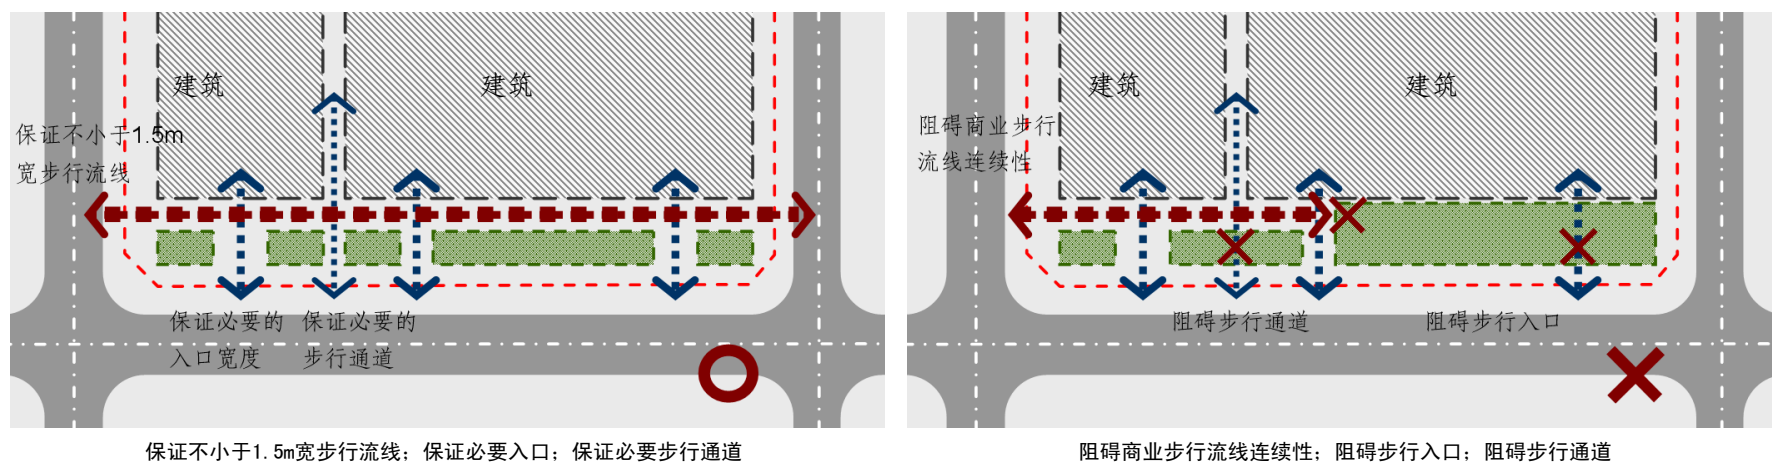 建筑
建筑
保证不小于1.5m
宽步行流线
保证必要的
入口宽度
保证必要的
步行通道
保证不小于1.5m宽步行流线；保证必要入口；保证必要步行通道
建筑
建筑
阻碍商业步行
流线连续性
阻碍步行通道
阻碍步行入口
阻碍商业步行流线连续性；阻碍步行入口；阻碍步行通道